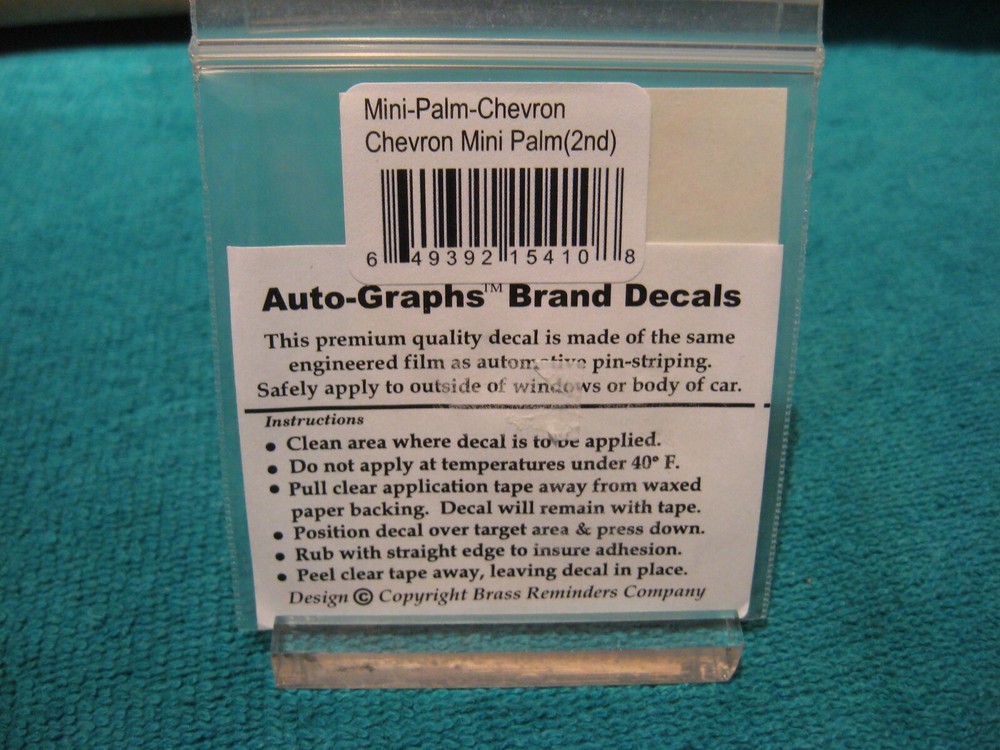 Mini-Palm-Chevron
Chevron Mini Palm(2nd)
6 49392 15410 8
Auto-Graphs™ Brand Decals
This premium quality decal is made of the same
engineered film as automotive pin-striping.
Safely apply to outside of windows or body of car.
Instructions
• Clean area where decal is to be applied.
• Do not apply at temperatures under 40° F.
• Pull clear application tape away from waxed
paper backing. Decal will remain with tape.
• Position decal over target area & press down.
• Rub with straight edge to insure adhesion.
• Peel clear tape away, leaving decal in place.
Design © Copyright Brass Reminders Company